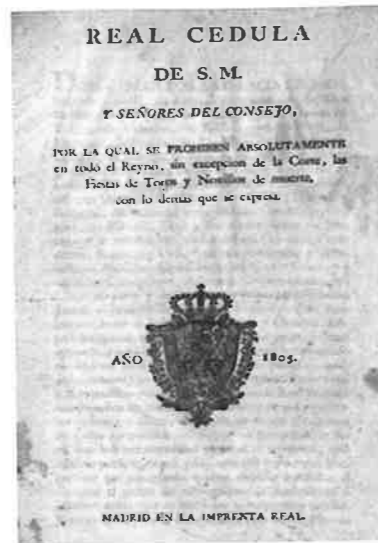 REAL CEDULA
DE S. M.
Y SEÑORES DEL CONSEJO,
POR LA QUAL SE PROHIBEN ABSOLUTAMENTE
en todo el Reyno, sin excepcion de la Corte, las
Fiestas de Toros y Novillos de muerte,
con lo demas que se expresa.
AÑO 1805.
MADRID EN LA IMPRENTA REAL.